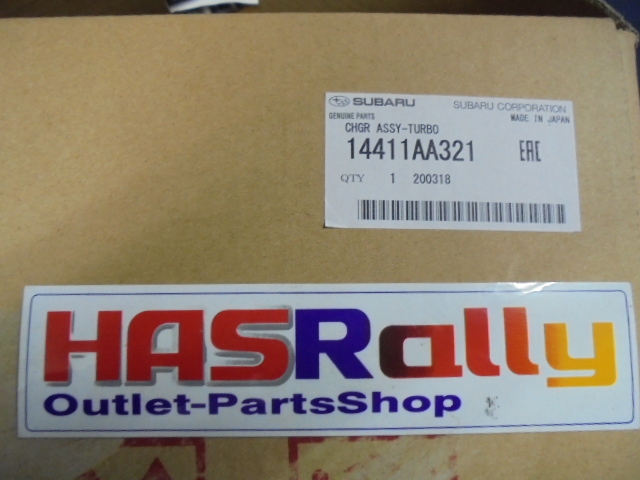 SUBARU SUBARU CORPORATION
GENUINE PARTS MADE IN JAPAN
CHGR ASSY-TURBO
14411AA321 EAC
QTY 1 200318
HASRally
Outlet-PartsShop